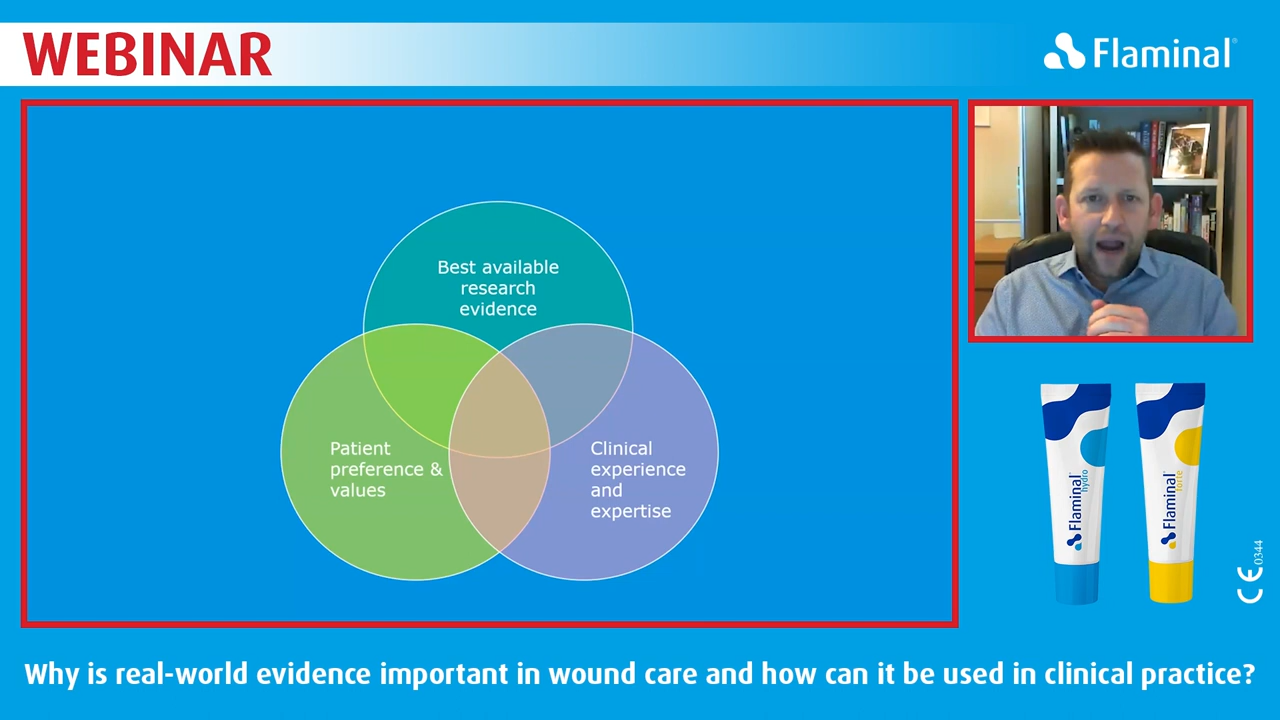 WEBINAR
Flaminal®
Best available
research
evidence
Patient
preference &
values
Clinical
experience
and
expertise
Flaminal® hydro
Flaminal® forte
CE 0344
Why is real-world evidence important in wound care and how can it be used in clinical practice?